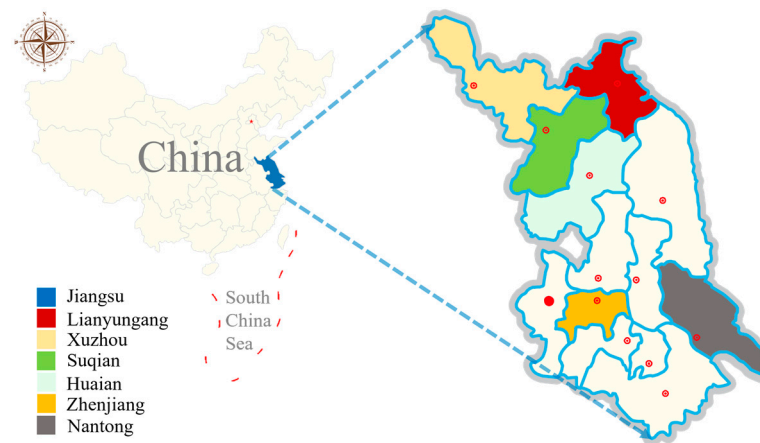 China
South
China
Sea
Jiangsu
Lianyungang
Xuzhou
Suqian
Huaian
Zhenjiang
Nantong